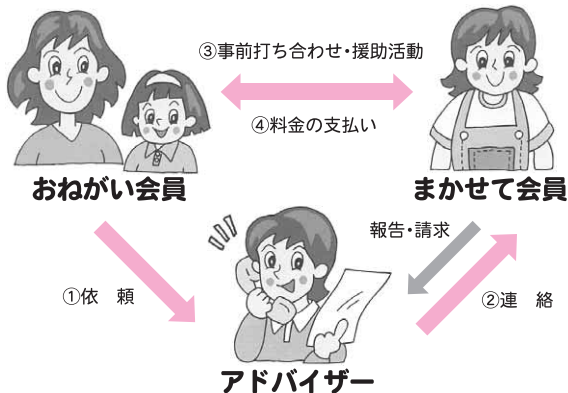 ③事前打ち合わせ・援助活動
④料金の支払い
おねがい会員
まかせて会員
報告・請求
①依　頼
②連　絡
アドバイザー